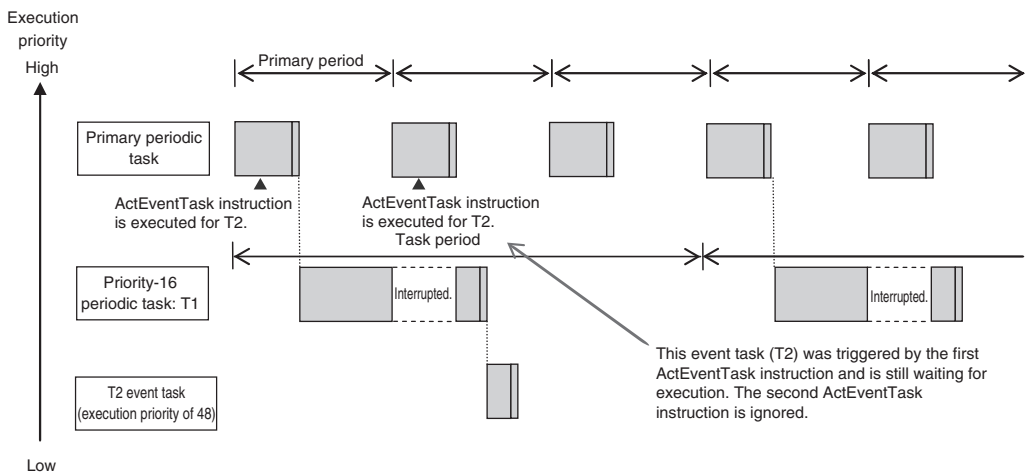 Execution
priority
High
Primary period
Primary periodic
task
ActEventTask instruction
is executed for T2.
ActEventTask instruction
is executed for T2.
Task period
Priority-16
periodic task: T1
Interrupted.
Interrupted.
This event task (T2) was triggered by the first
ActEventTask instruction and is still waiting for
execution. The second ActEventTask
instruction is ignored.
T2 event task
(execution priority of 48)
Low